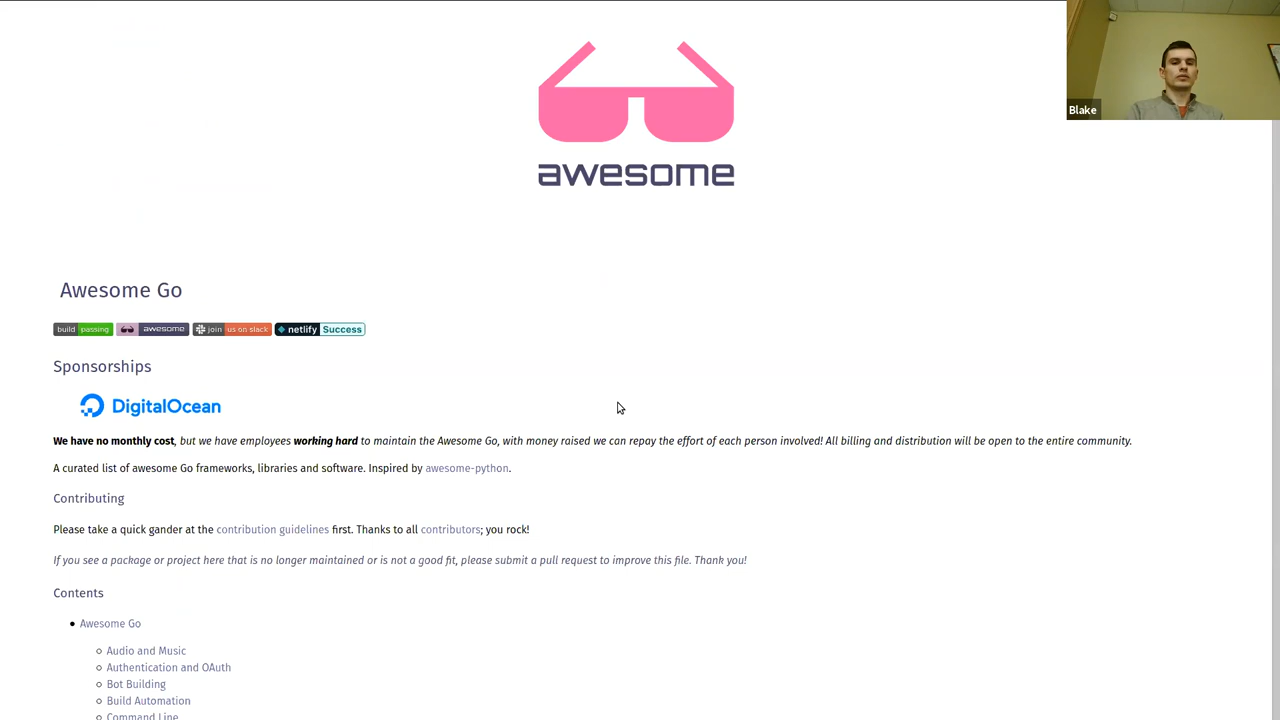 Blake
awesome
Awesome Go
build passing awesome join us on slack netlify Success
Sponsorships
DigitalOcean
We have no monthly cost, but we have employees working hard to maintain the Awesome Go, with money raised we can repay the effort of each person involved! All billing and distribution will be open to the entire community.
A curated list of awesome Go frameworks, libraries and software. Inspired by awesome-python.
Contributing
Please take a quick gander at the contribution guidelines first. Thanks to all contributors; you rock!
If you see a package or project here that is no longer maintained or is not a good fit, please submit a pull request to improve this file. Thank you!
Contents
Awesome Go
Audio and Music
Authentication and OAuth
Bot Building
Build Automation
Command Line